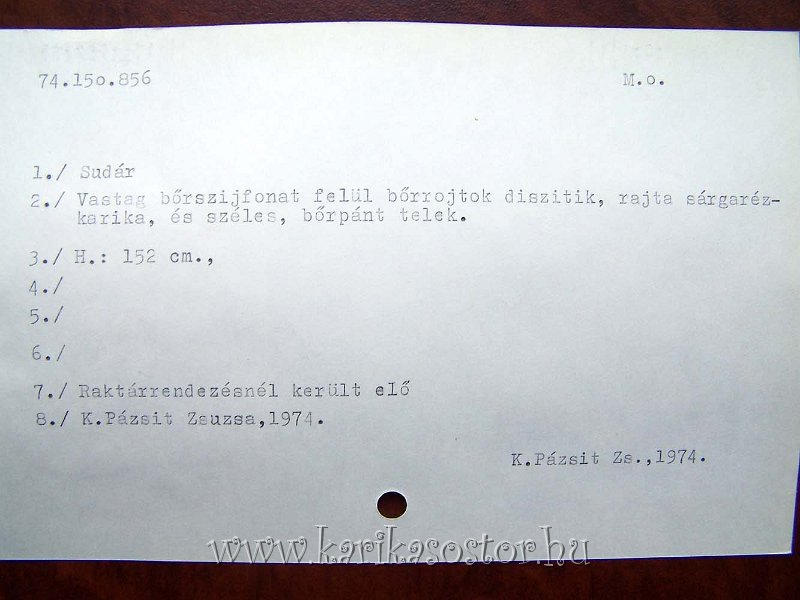 74.15o.856 M.o.
1./ Sudár
2./ Vastag bőrszijfonat felül bőrrojtok diszitik, rajta sárgaréz-
karika, és széles, bőrpánt telek.
3./ H.: 152 cm.,
4./
5./
6./
7./ Raktárrendezésnél került elő
8./ K.Pázsit Zsuzsa,1974.
K.Pázsit Zs.,1974.
www.karikasostor.hu